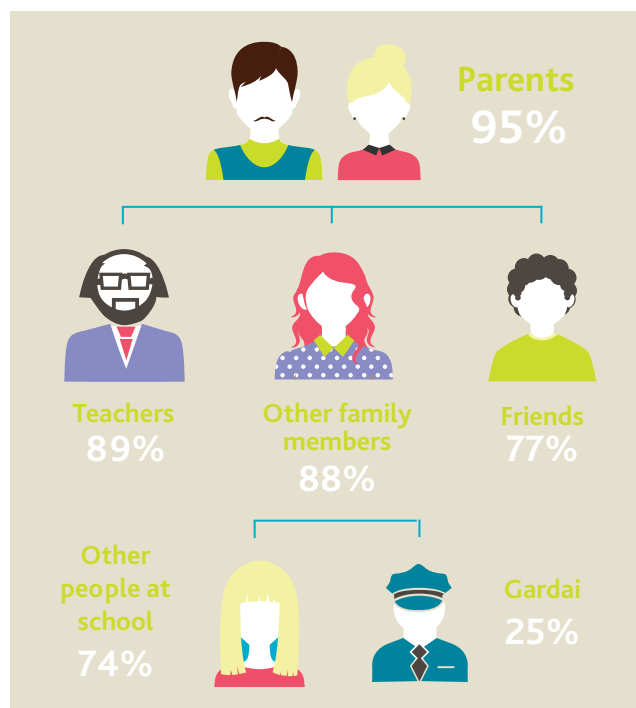 Parents
95%
Teachers
89%
Other family
members
88%
Friends
77%
Other
people at
school
74%
Gardai
25%